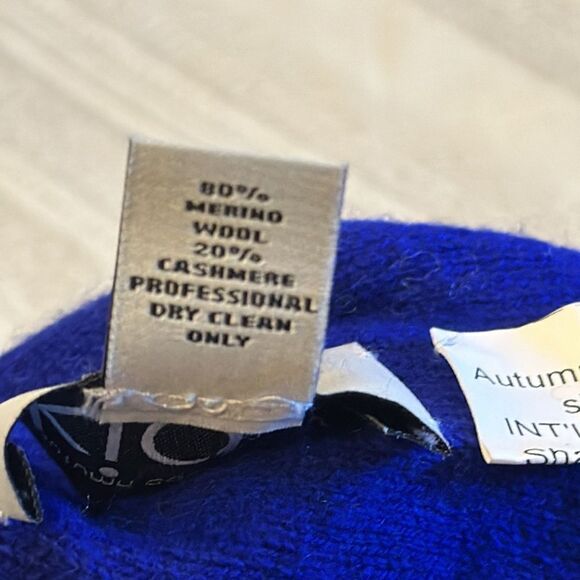 80%
MERINO
WOOL
20%
CASHMERE
PROFESSIONAL
DRY CLEAN
ONLY
Autum
INT'L